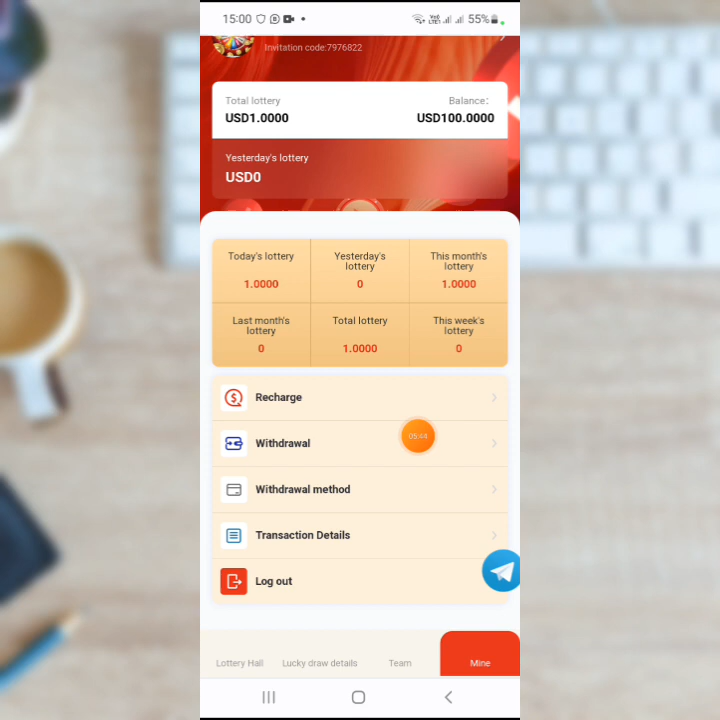 15:00
55%
Invitation code:7976822
Total lottery
Balance:
USD1.0000
USD100.0000
Yesterday's lottery
USD0
Today's lottery
Yesterday's
lottery
This month's
lottery
1.0000
0
1.0000
Last month's
lottery
Total lottery
This week's
lottery
0
1.0000
0
Recharge
Withdrawal
05:44
Withdrawal method
Transaction Details
Log out
Lottery Hall
Lucky draw details
Team
Mine